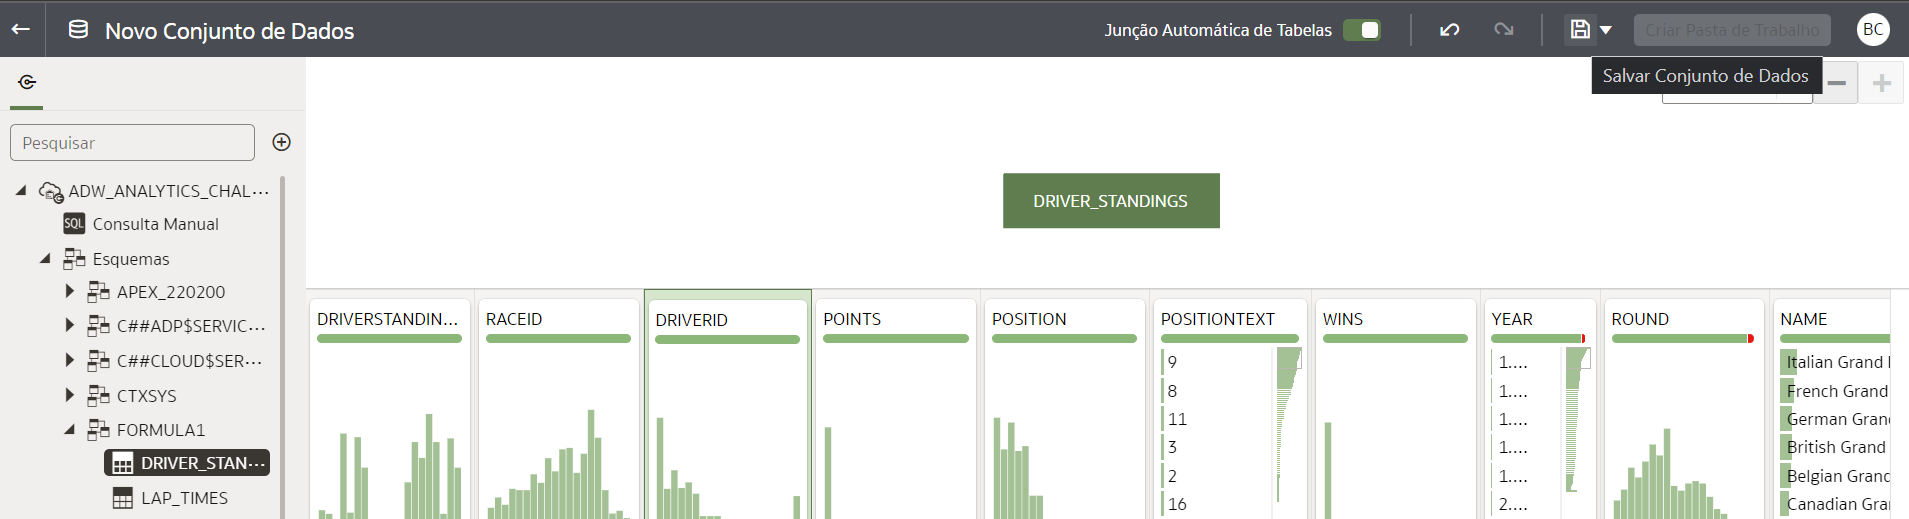 Novo Conjunto de Dados
Junção Automática de Tabelas
Criar Pasta de Trabalho
BC
Salvar Conjunto de Dados
Pesquisar
ADW_ANALYTICS_CHAL...
SQL Consulta Manual
Esquemas
APEX_220200
C##ADP$SERVIC...
C##CLOUD$SER...
CTXSYS
FORMULA1
DRIVER_STAN...
LAP_TIMES
DRIVER_STANDINGS
DRIVERSTANDIN...
RACEID
DRIVERID
POINTS
POSITION
POSITIONTEXT
9
8
11
3
2
16
WINS
YEAR
1....
1....
1....
1....
1....
2....
ROUND
NAME
Italian Grand
French Grand
German Gran
British Grand
Belgian Grand
Canadian Gran